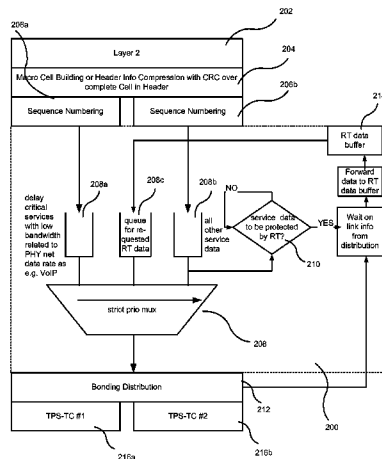 208a
202
Layer 2
204
Macro Cell Building or Header Info Compression with CRC over
complete Cell in Header
Sequence Numbering
Sequence Numbering
206b
214
RT data
buffer
Forward
data to RT
data buffer
Wait on
link info
from
distribution
delay
critical
services
with low
bandwidth
related to
PHY net
data rate as
e.g. VoIP
208a
208c
208b
queue
for re-
quested
RT data
all
other
service
data
NO
service data
to be protected
by RT?
YES
210
strict prio mux
208
Bonding Distribution
212
200
TPS-TC #1
TPS-TC #2
216a
216b